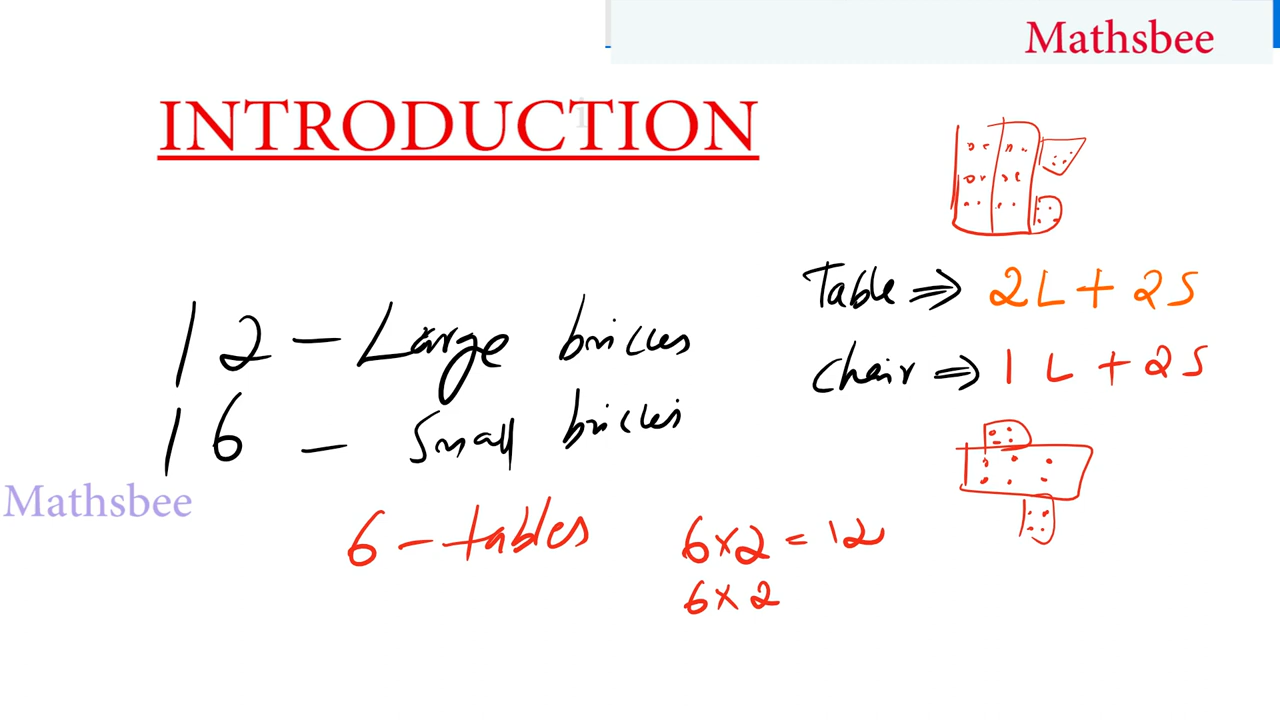 Mathsbee
INTRODUCTION
Table ⇒ 2L + 2S
12 - Large bricks
Chair ⇒ 1L + 2S
16 - Small bricks
Mathsbee
6 - tables
6×2 = 12
6×2